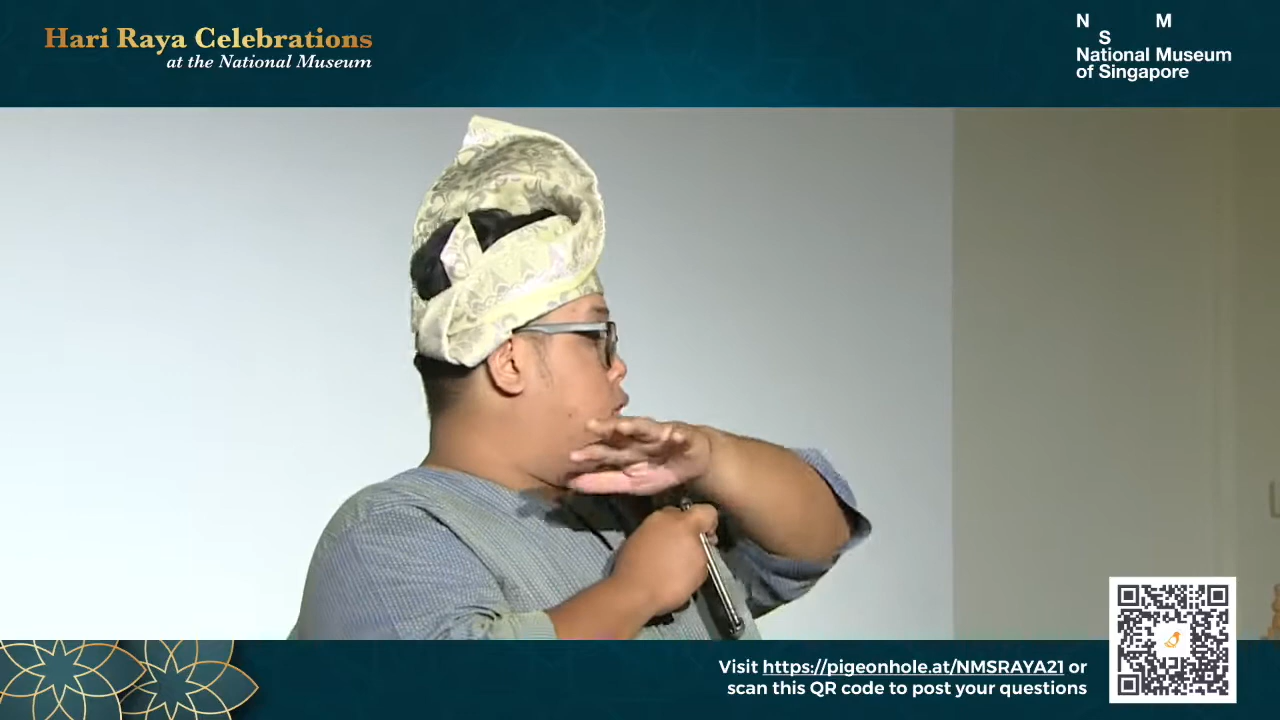 Hari Raya Celebrations
at the National Museum
N M
S
National Museum
of Singapore
Visit https://pigeonhole.at/NMSRAYA21 or
scan this QR code to post your questions